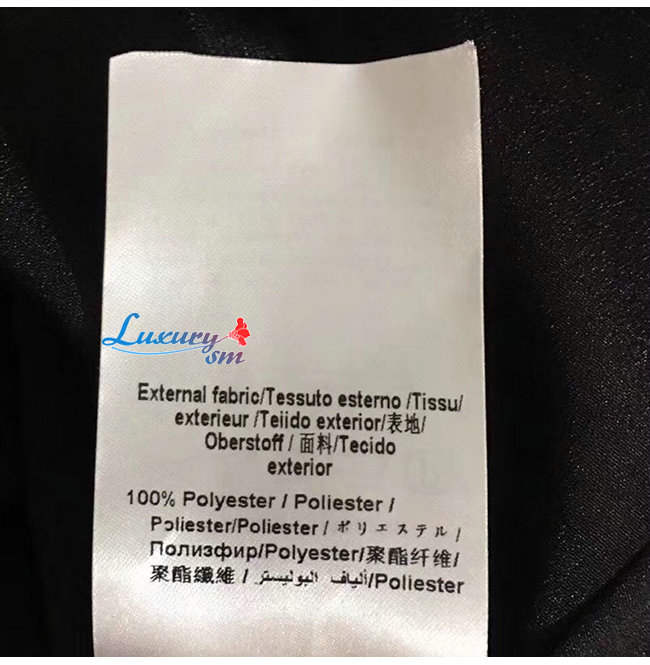 Luxury
sm
External fabric/Tessuto esterno /Tissu/
exterieur /Teiido exterior/表地/
Oberstoff / 面料/Tecido
exterior
100% Polyester / Poliester /
Pɔliester/Poliester / ポリエステル /
Полизфир/Polyester/聚酯纤维/
聚酯纖維 / ألياف البوليستر/Poliester